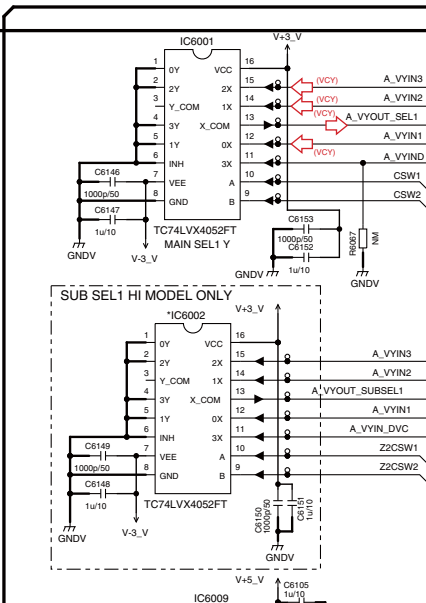 IC6001
V+3_V
1 0Y VCC 16
2 2Y 2X 15 (VCY) A_VYIN3
3 Y_COM 1X 14 (VCY) A_VYIN2
4 3Y X_COM 13 (VCY) A_VYOUT_SEL1
5 1Y 0X 12 (VCY) A_VYIN1
6 INH 3X 11 A_VYIND
7 VEE A 10 CSW1
8 GND B 9 CSW2
C6146
1000p/50
C6147
1u/10
TC74LVX4052FT
MAIN SEL1 Y
GNDV
V-3_V
C6153
1000p/50
C6152
1u/10
GNDV
R6067
NM
GNDV
SUB SEL1 HI MODEL ONLY
V+3_V
*IC6002
1 0Y VCC 16
2 2Y 2X 15 A_VYIN3
3 Y_COM 1X 14 A_VYIN2
4 3Y X_COM 13 A_VYOUT_SUBSEL1
5 1Y 0X 12 A_VYIN1
6 INH 3X 11 A_VYIN_DVC
7 VEE A 10 Z2CSW1
8 GND B 9 Z2CSW2
C6149
1000p/50
C6148
1u/10
TC74LVX4052FT
GNDV
V-3_V
C6150
1000p/50
C6151
1u/10
GNDV
V+5_V
C6105
1u/10
IC6009